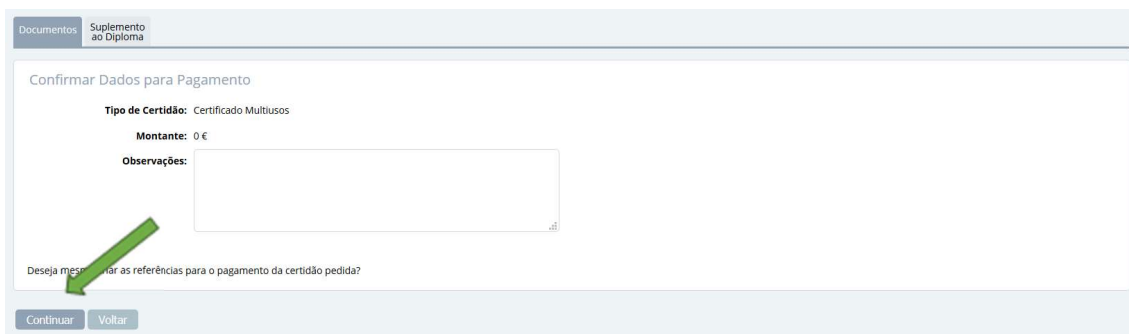 Documentos
Suplemento
ao Diploma
Confirmar Dados para Pagamento
Tipo de Certidão: Certificado Multiusos
Montante: 0 €
Observações:
Deseja as referências para o pagamento da certidão pedida?
Continuar Voltar